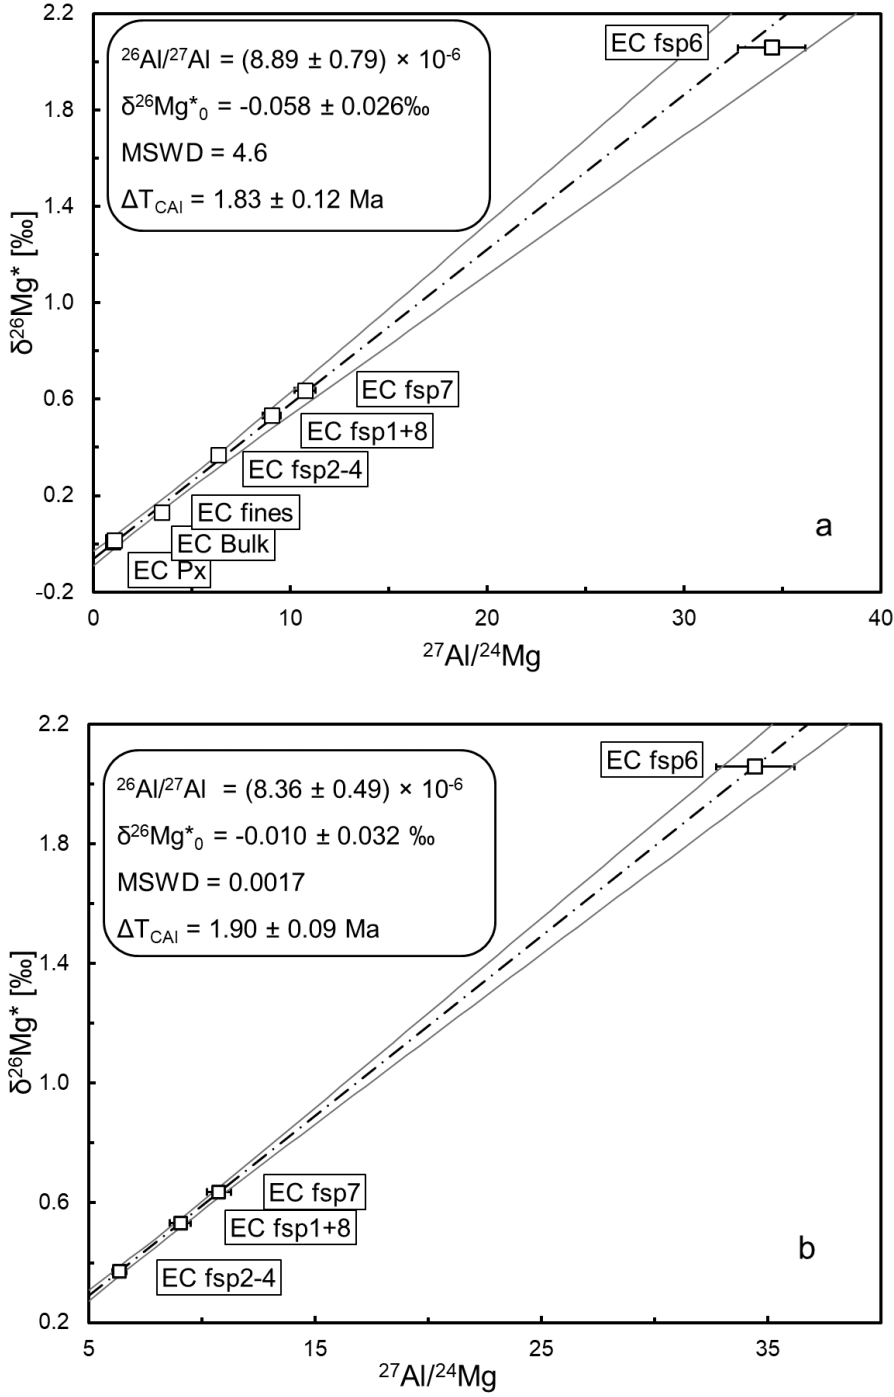 2.2
1.8
1.4
1.0
0.6
0.2
-0.2
δ²⁶Mg* [‰]
²⁶Al/²⁷Al = (8.89 ± 0.79) × 10⁻⁶
δ²⁶Mg*₀ = -0.058 ± 0.026‰
MSWD = 4.6
ΔT_CAI = 1.83 ± 0.12 Ma
EC fsp6
EC fsp7
EC fsp1+8
EC fsp2-4
EC fines
EC Bulk
EC Px
a
0 10 20 30 40
²⁷Al/²⁴Mg
2.2
1.8
1.4
1.0
0.6
0.2
δ²⁶Mg* [‰]
²⁶Al/²⁷Al = (8.36 ± 0.49) × 10⁻⁶
δ²⁶Mg*₀ = -0.010 ± 0.032 ‰
MSWD = 0.0017
ΔT_CAI = 1.90 ± 0.09 Ma
EC fsp6
EC fsp7
EC fsp1+8
EC fsp2-4
b
5 15 25 35
²⁷Al/²⁴Mg